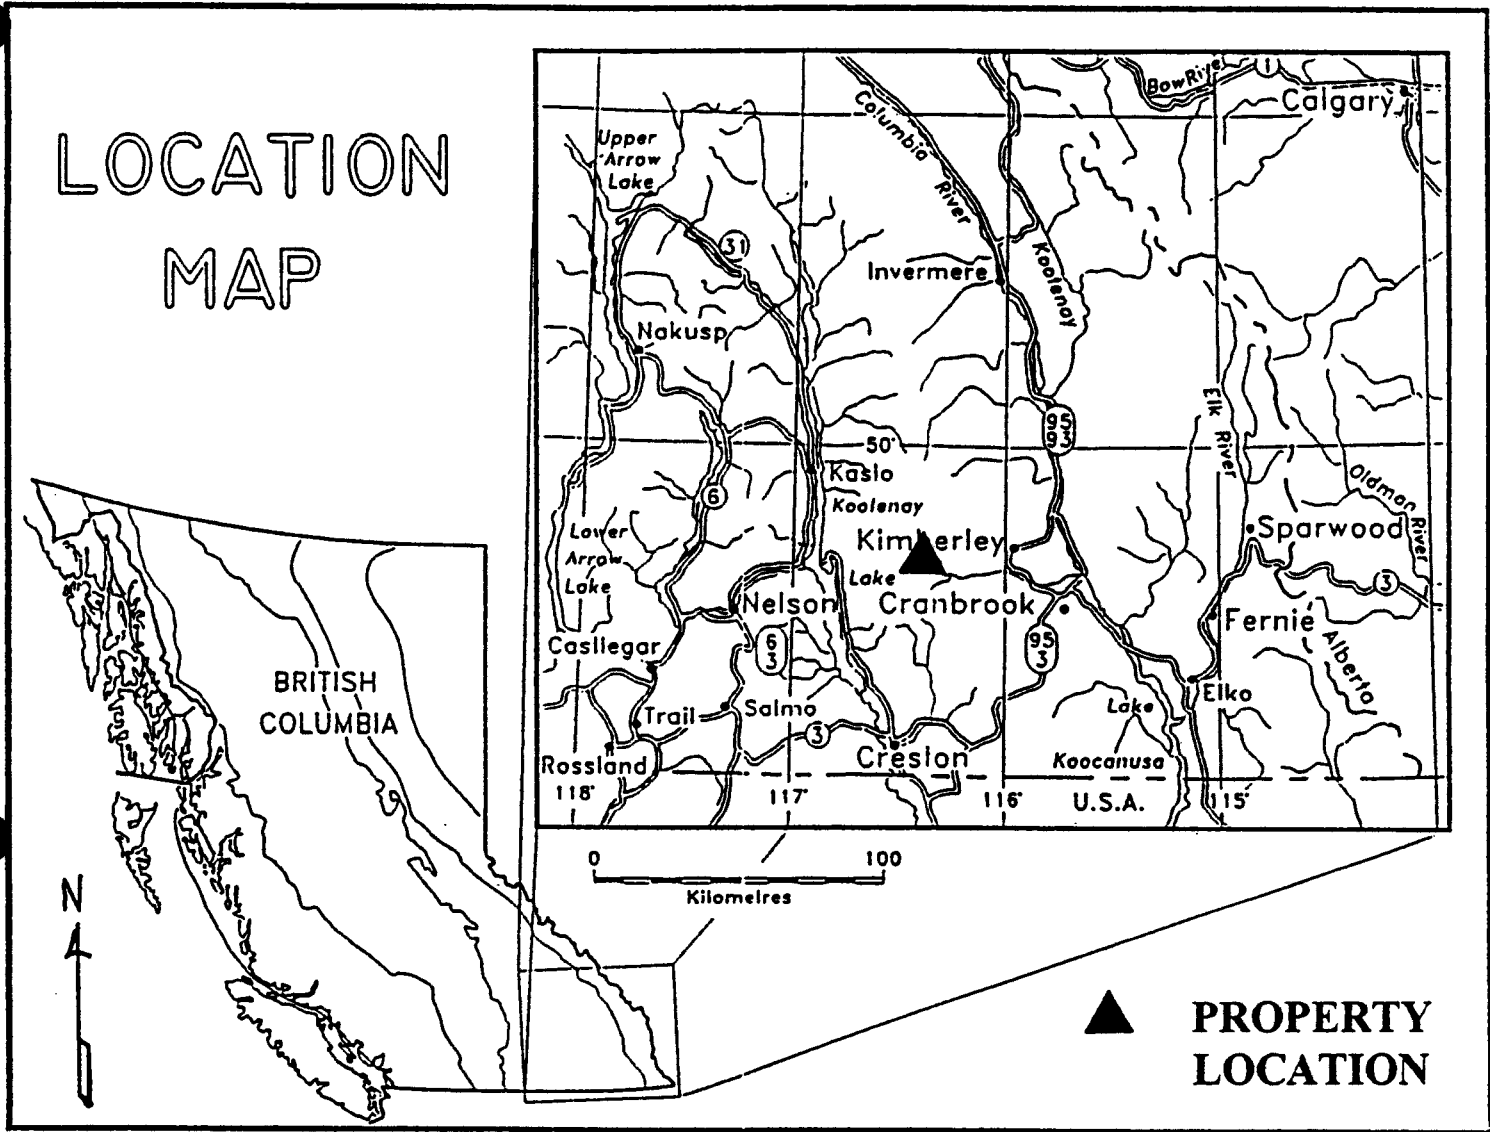 LOCATION
MAP
Bow River
1
Calgary
Columbia
River
Upper
Arrow
Lake
31
Invermere
Kootenay
Nakusp
95
93
Elk
River
50°
Kaslo
Kootenay
Lake
6
Oldman
River
Lower
Arrow
Lake
Kimberley
Sparwood
3
Nelson
Cranbrook
Fernie
Alberta
Castlegar
6
3
95
3
Elko
Trail
Salmo
3
Lake
Koocanusa
Rossland
Creston
118°
117°
116°
U.S.A.
115°
BRITISH
COLUMBIA
0
100
Kilometres
N
PROPERTY
LOCATION